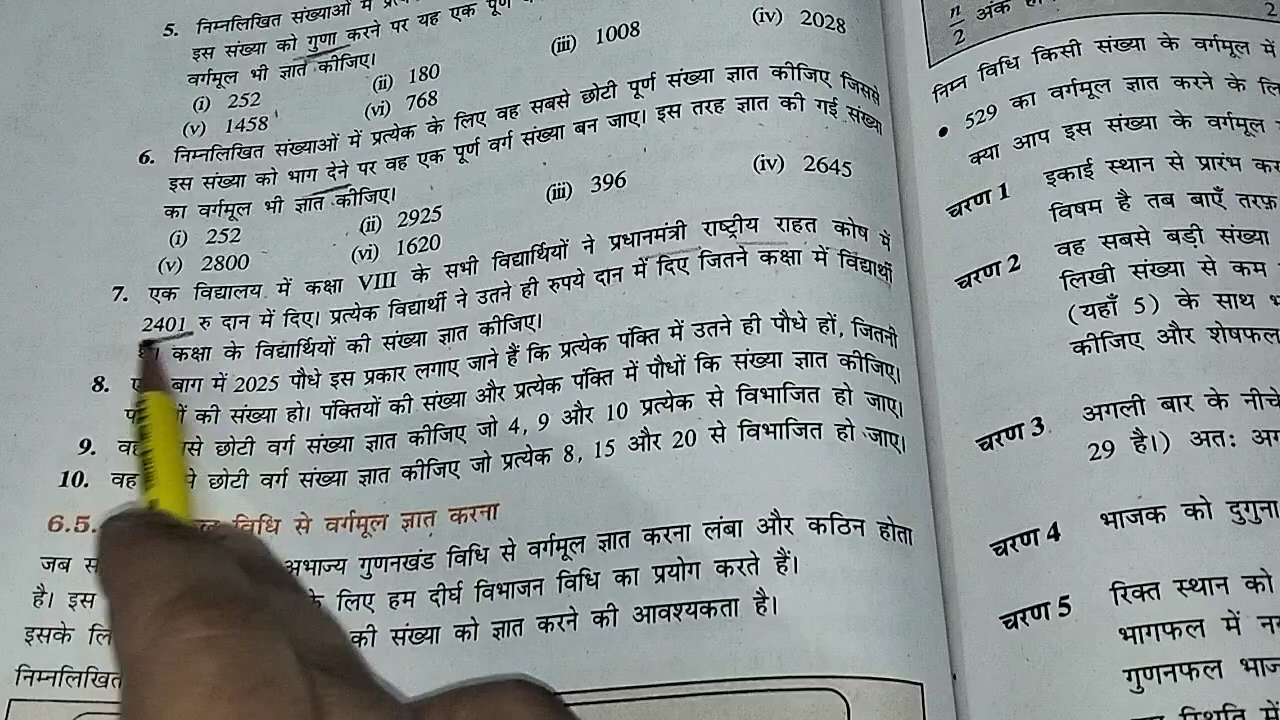 5. निम्नलिखित संख्याओं में
इस संख्या को गुणा करने पर यह एक पूर्ण
वर्गमूल भी ज्ञात कीजिए।
(i) 252 (ii) 180 (iii) 1008 (iv) 2028
(v) 1458 (vi) 768
6. निम्नलिखित संख्याओं में प्रत्येक के लिए वह सबसे छोटी पूर्ण संख्या ज्ञात कीजिए जिससे
इस संख्या को भाग देने पर वह एक पूर्ण वर्ग संख्या बन जाए। इस तरह ज्ञात की गई संख्या
का वर्गमूल भी ज्ञात कीजिए।
(i) 252 (ii) 2925 (iii) 396 (iv) 2645
(v) 2800 (vi) 1620
7. एक विद्यालय में कक्षा VIII के सभी विद्यार्थियों ने प्रधानमंत्री राष्ट्रीय राहत कोष में
2401 रु दान में दिए। प्रत्येक विद्यार्थी ने उतने ही रुपये दान में दिए जितने कक्षा में विद्यार्थी
कक्षा के विद्यार्थियों की संख्या ज्ञात कीजिए।
8. बाग में 2025 पौधे इस प्रकार लगाए जाने हैं कि प्रत्येक पंक्ति में उतने ही पौधे हों, जितनी
की संख्या हो। पंक्तियों की संख्या और प्रत्येक पंक्ति में पौधों कि संख्या ज्ञात कीजिए।
9. छोटी वर्ग संख्या ज्ञात कीजिए जो 4, 9 और 10 प्रत्येक से विभाजित हो जाए।
10. वह छोटी वर्ग संख्या ज्ञात कीजिए जो प्रत्येक 8, 15 और 20 से विभाजित हो जाए।
6.5. विधि से वर्गमूल ज्ञात करना
जब अभाज्य गुणनखंड विधि से वर्गमूल ज्ञात करना लंबा और कठिन होता
है। इस लिए हम दीर्घ विभाजन विधि का प्रयोग करते हैं।
इसके की संख्या को ज्ञात करने की आवश्यकता है।
निम्नलिखित
n/2 अंक
2
निम्न विधि किसी संख्या के वर्गमूल में
• 529 का वर्गमूल ज्ञात करने के
क्या आप इस संख्या के वर्गमूल
चरण 1 इकाई स्थान से प्रारंभ
विषम है तब बाएँ तरफ़
चरण 2 वह सबसे बड़ी संख्या
लिखी संख्या से कम
(यहाँ 5) के साथ
कीजिए और शेषफल
चरण 3 अगली बार के नीचे
29 है।) अतः
चरण 4 भाजक को दुगुना
चरण 5 रिक्त स्थान को
भागफल में
गुणनफल